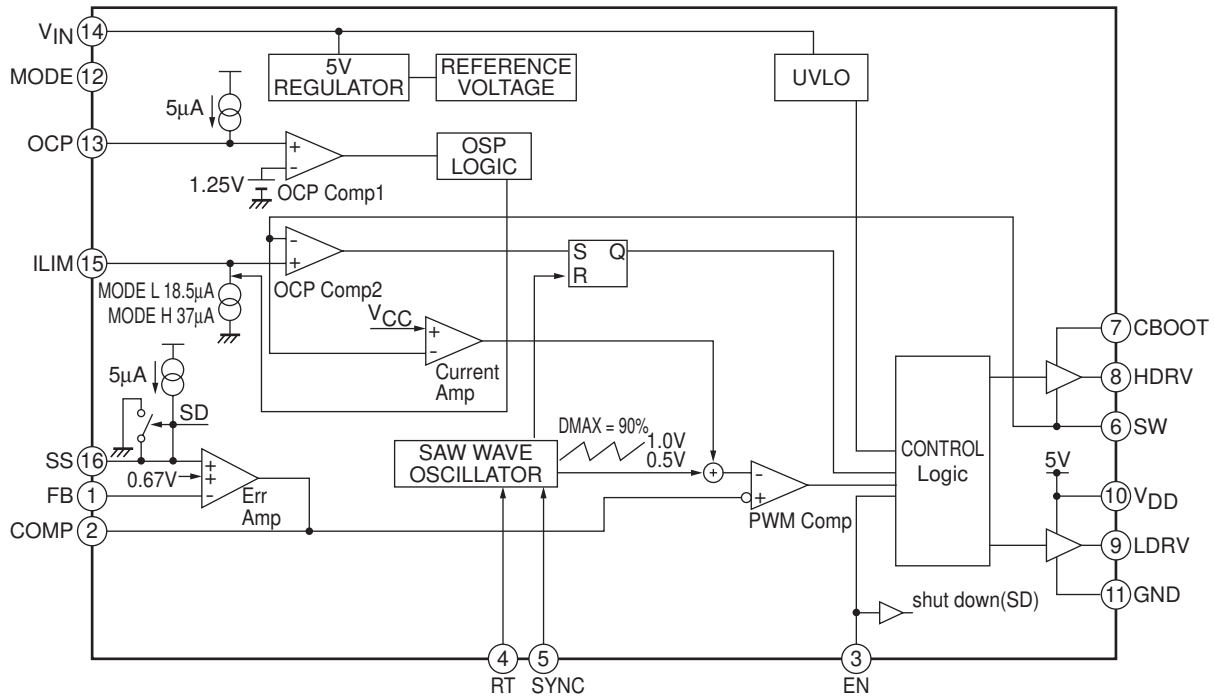 VIN 14
MODE 12
OCP 13
ILIM 15
SS 16
FB 1
COMP 2
5V
REGULATOR
REFERENCE
VOLTAGE
UVLO
5μA
+
-
1.25V
OCP Comp1
OSP
LOGIC
-
+
OCP Comp2
MODE L 18.5μA
MODE H 37μA
S Q
R
VCC
+
-
Current
Amp
5μA
SD
0.67V
+
+
-
Err
Amp
SAW WAVE
OSCILLATOR
DMAX = 90%
1.0V
0.5V
+
-
+
PWM Comp
CONTROL
Logic
7 CBOOT
8 HDRV
6 SW
5V
10 VDD
9 LDRV
11 GND
shut down(SD)
4
RT
5
SYNC
3
EN